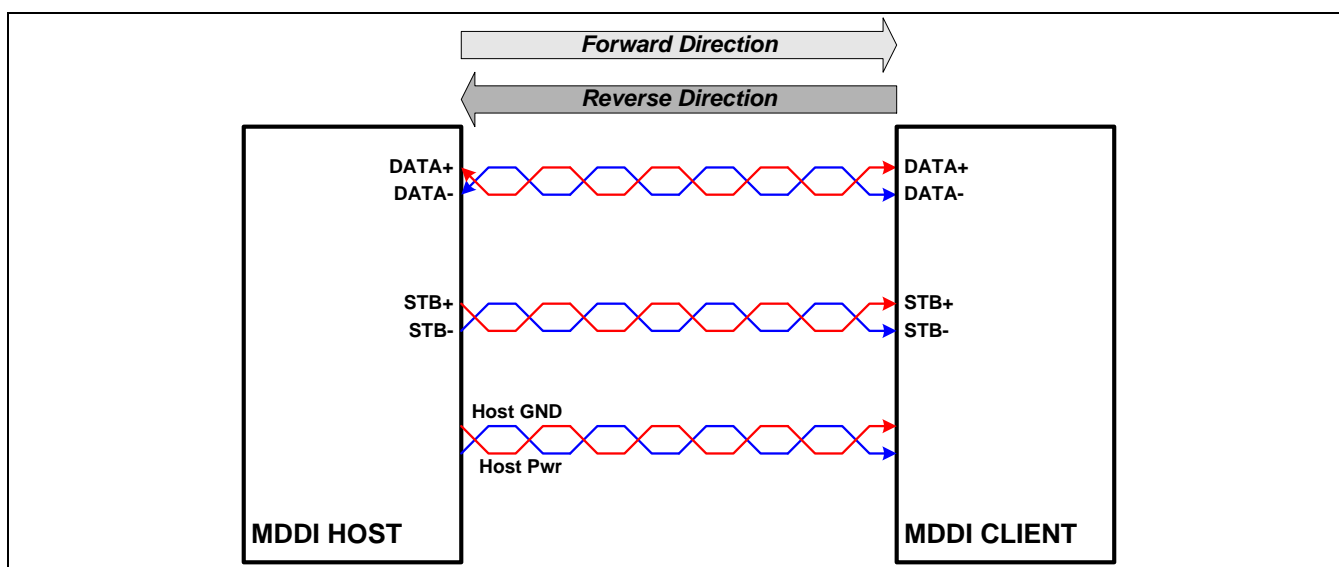 Forward Direction
Reverse Direction
DATA+
DATA-
DATA+
DATA-
STB+
STB-
STB+
STB-
Host GND
Host Pwr
MDDI HOST
MDDI CLIENT